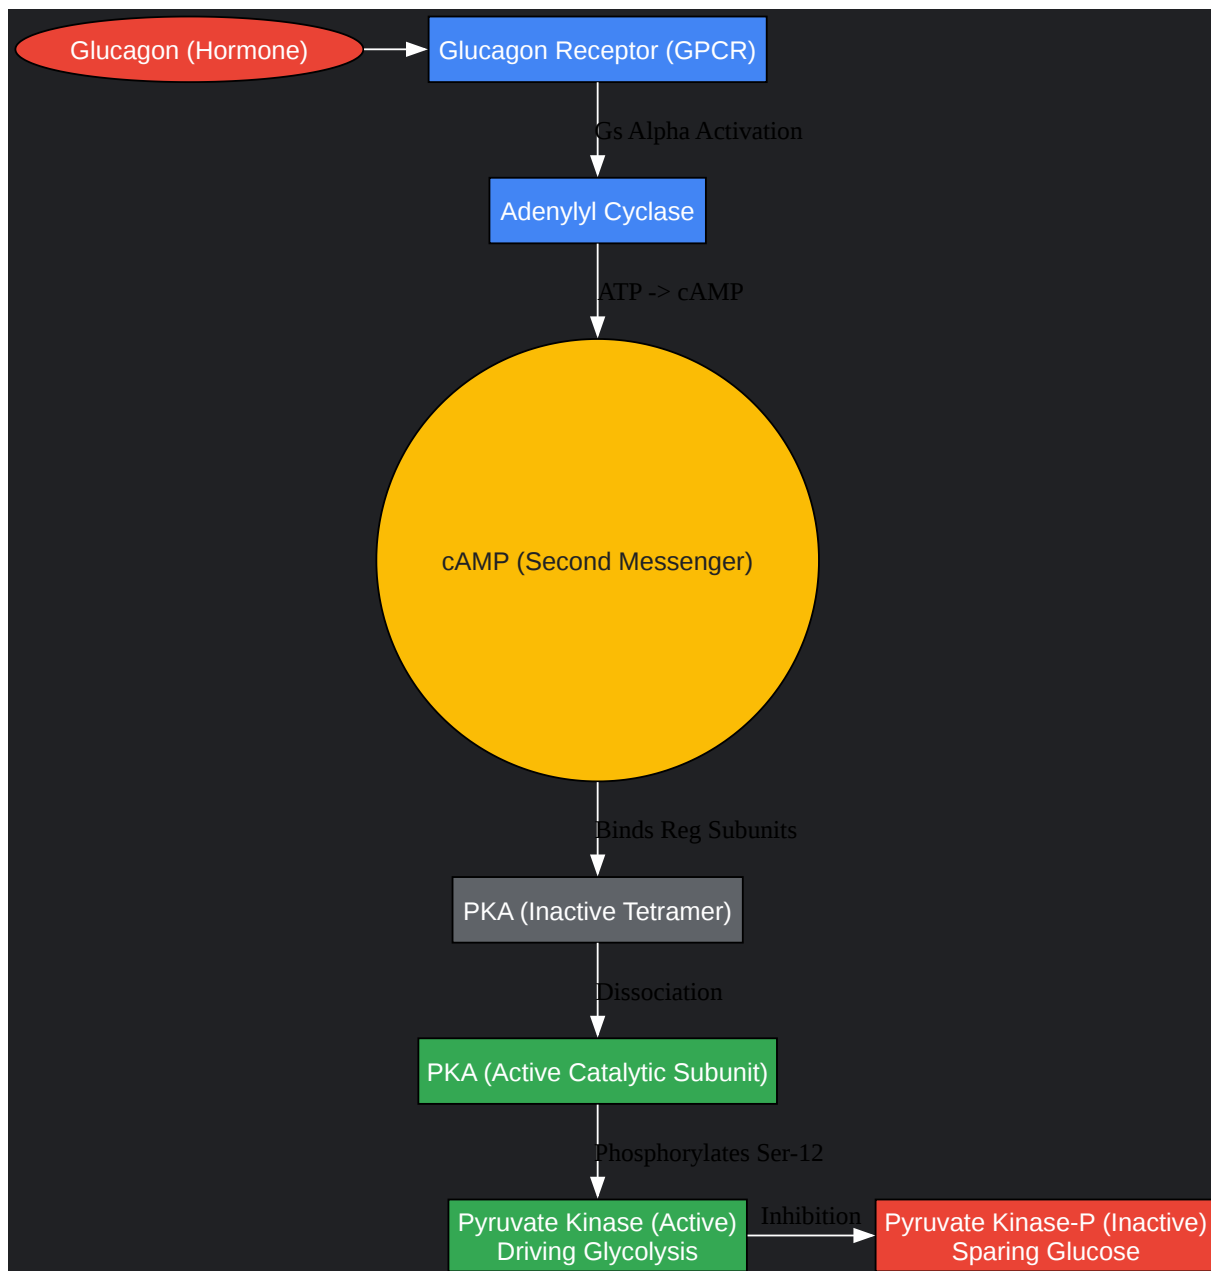 Glucagon (Hormone)
Glucagon Receptor (GPCR)
Gs Alpha Activation
Adenylyl Cyclase
ATP -> cAMP
cAMP (Second Messenger)
Binds Reg Subunits
PKA (Inactive Tetramer)
Dissociation
PKA (Active Catalytic Subunit)
Phosphorylates Ser-12
Pyruvate Kinase (Active)
Driving Glycolysis
Inhibition
Pyruvate Kinase-P (Inactive)
Sparing Glucose